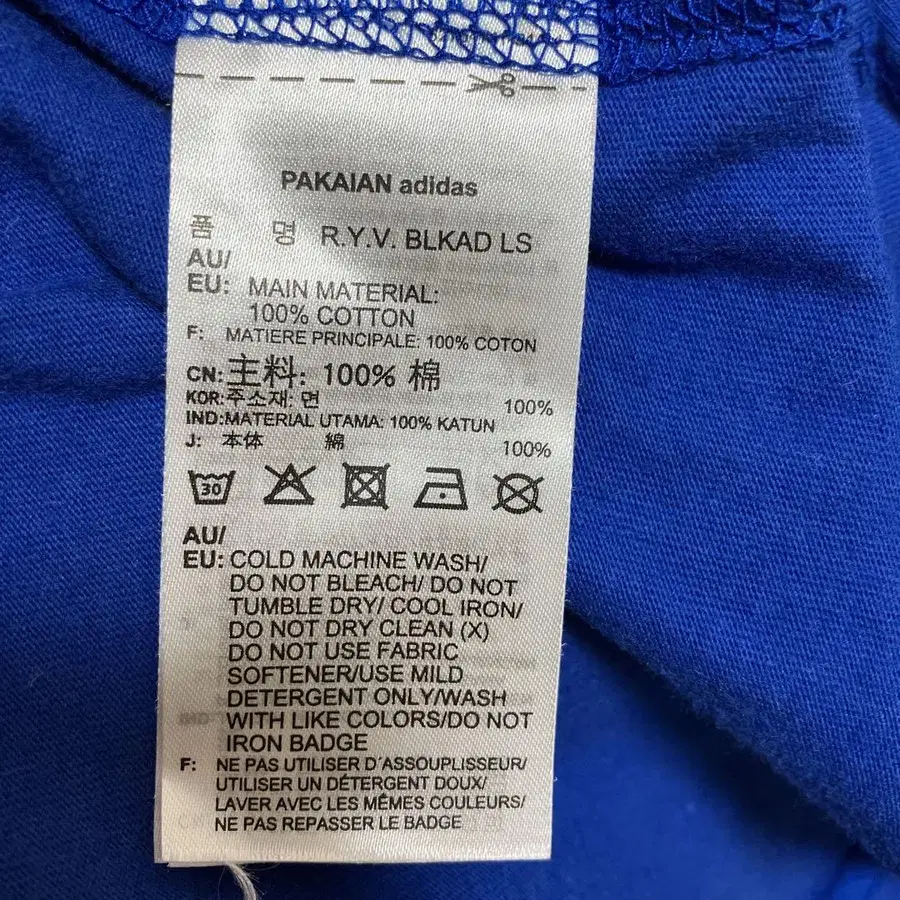 PAKAIAN adidas
품 명 R.Y.V. BLKAD LS
AU/
EU: MAIN MATERIAL:
100% COTTON
F: MATIERE PRINCIPALE: 100% COTON
CN: 主料: 100% 棉
KOR: 주소재: 면 100%
IND: MATERIAL UTAMA: 100% KATUN
J: 本体 綿 100%
30
AU/
EU: COLD MACHINE WASH/
DO NOT BLEACH/ DO NOT
TUMBLE DRY/ COOL IRON/
DO NOT DRY CLEAN (X)
DO NOT USE FABRIC
SOFTENER/USE MILD
DETERGENT ONLY/WASH
WITH LIKE COLORS/DO NOT
IRON BADGE
F: NE PAS UTILISER D´ASSOUPLISSEUR/
UTILISER UN DÉTERGENT DOUX/
LAVER AVEC LES MÊMES COULEURS/
NE PAS REPASSER LE BADGE